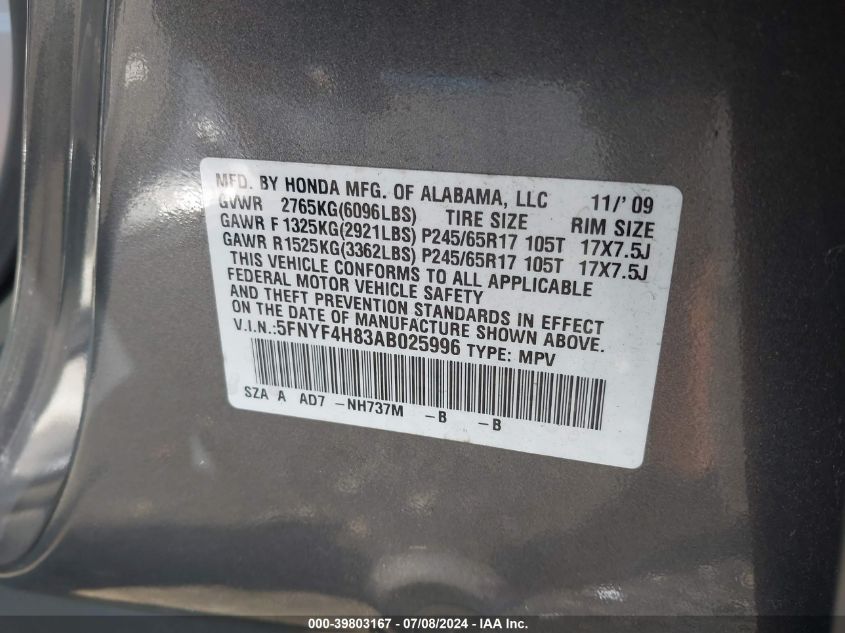 MFD. BY HONDA MFG. OF ALABAMA, LLC 11/'09
GVWR 2765KG(6096LBS) TIRE SIZE RIM SIZE
GAWR F 1325KG(2921LBS) P245/65R17 105T 17X7.5J
GAWR R1525KG(3362LBS) P245/65R17 105T 17X7.5J
THIS VEHICLE CONFORMS TO ALL APPLICABLE
FEDERAL MOTOR VEHICLE SAFETY
AND THEFT PREVENTION STANDARDS IN EFFECT
ON THE DATE OF MANUFACTURE SHOWN ABOVE.
V.I.N.:5FNYF4H83AB025996 TYPE: MPV
SZA A AD7 -NH737M -B -B
000-39803167 - 07/08/2024 - IAA Inc.